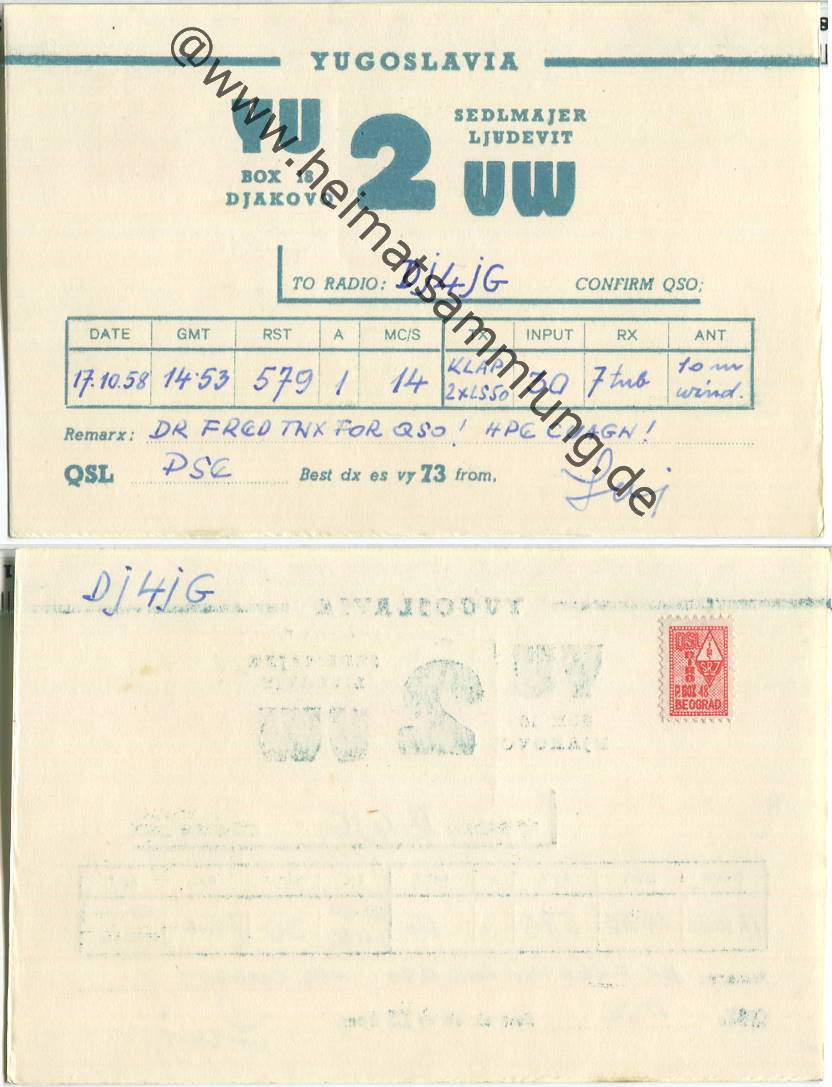 YUGOSLAVIA
YU 2 UW
SEDLMAJER
LJUDEVIT
BOX 18
DJAKOVO
TO RADIO: Dj4jG CONFIRM QSO;
DATE GMT RST A MC/S TX INPUT RX ANT
17.10.58 14·53 579 1 14 KLAP 2xLS50 30 7 tub 10 m wind.
Remarx: DR FRED TNX FOR QSO! HPE CUAGN!
QSL PSE Best dx es vy 73 from,
@www.heimatsammlung.de
Dj4jG
QSL
BIRO
P. BOX 48
BEOGRAD